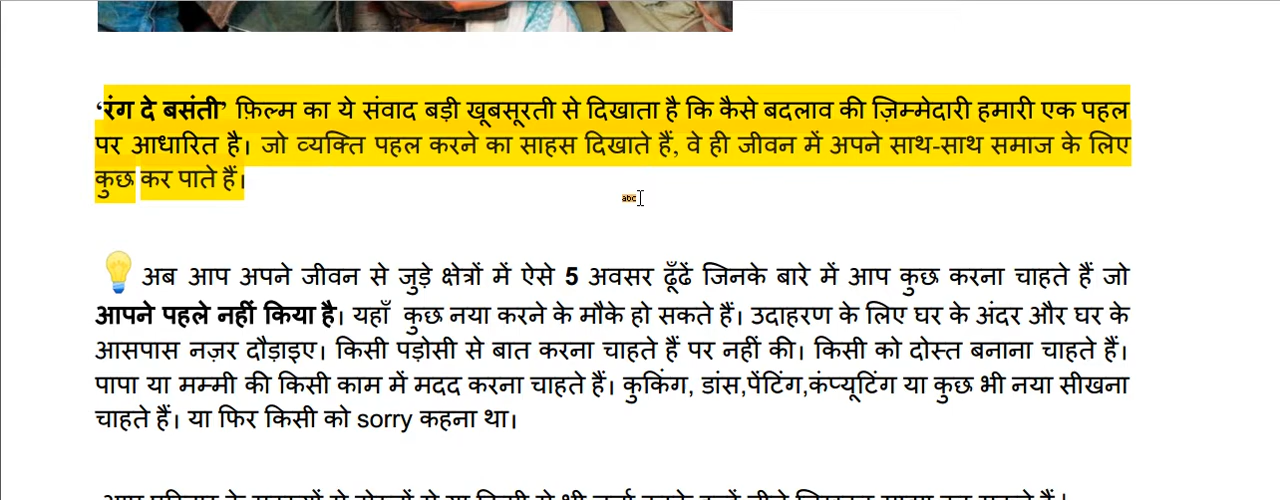 ‘रंग दे बसंती’ फ़िल्म का ये संवाद बड़ी खूबसूरती से दिखाता है कि कैसे बदलाव की ज़िम्मेदारी हमारी एक पहल
पर आधारित है। जो व्यक्ति पहल करने का साहस दिखाते हैं, वे ही जीवन में अपने साथ-साथ समाज के लिए
कुछ कर पाते हैं।
abc
अब आप अपने जीवन से जुड़े क्षेत्रों में ऐसे 5 अवसर ढूँढें जिनके बारे में आप कुछ करना चाहते हैं जो
आपने पहले नहीं किया है। यहाँ कुछ नया करने के मौके हो सकते हैं। उदाहरण के लिए घर के अंदर और घर के
आसपास नज़र दौड़ाइए। किसी पड़ोसी से बात करना चाहते हैं पर नहीं की। किसी को दोस्त बनाना चाहते हैं।
पापा या मम्मी की किसी काम में मदद करना चाहते हैं। कुकिंग, डांस,पेंटिंग,कंप्यूटिंग या कुछ भी नया सीखना
चाहते हैं। या फिर किसी को sorry कहना था।